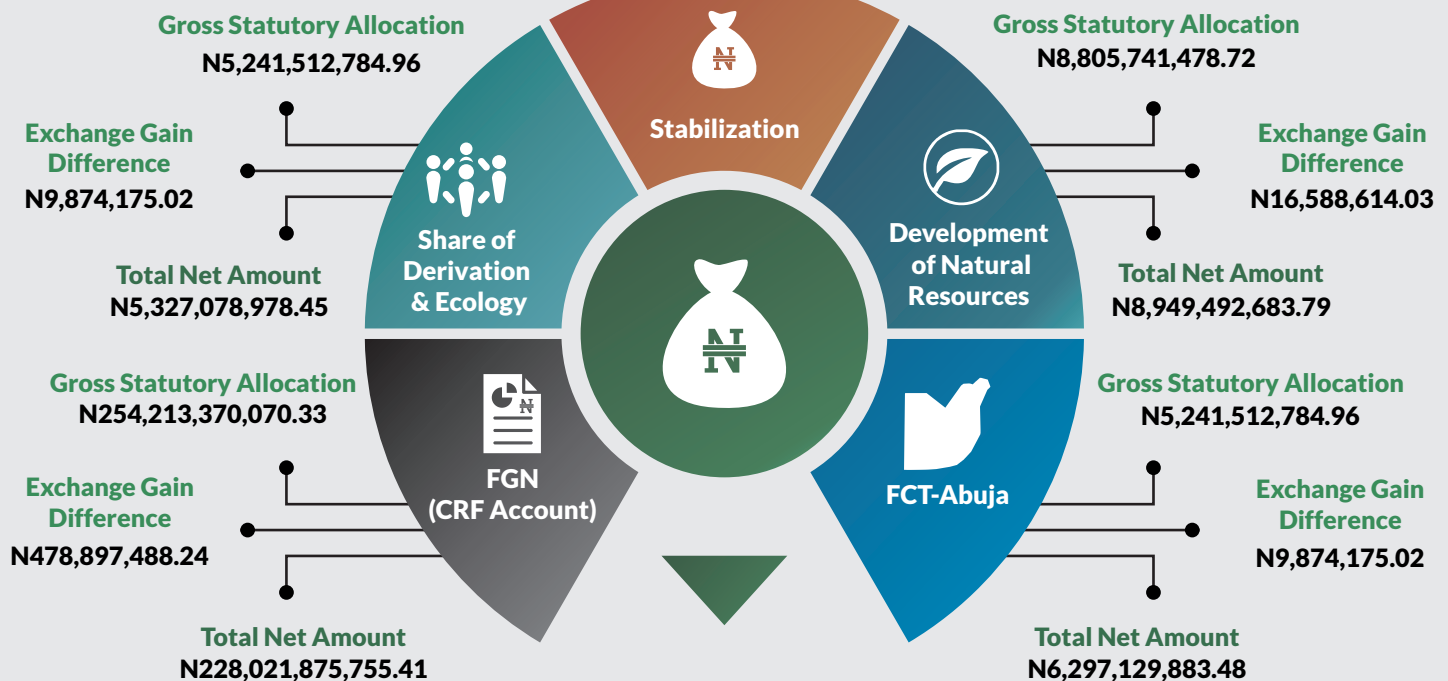 Gross Statutory Allocation
N5,241,512,784.96
Exchange Gain
Difference
N9,874,175.02
Total Net Amount
N5,327,078,978.45
Share of
Derivation
& Ecology
Stabilization
Development
of Natural
Resources
Gross Statutory Allocation
N8,805,741,478.72
Exchange Gain
Difference
N16,588,614.03
Total Net Amount
N8,949,492,683.79
Gross Statutory Allocation
N254,213,370,070.33
Exchange Gain
Difference
N478,897,488.24
Total Net Amount
N228,021,875,755.41
FGN
(CRF Account)
FCT-Abuja
Gross Statutory Allocation
N5,241,512,784.96
Exchange Gain
Difference
N9,874,175.02
Total Net Amount
N6,297,129,883.48